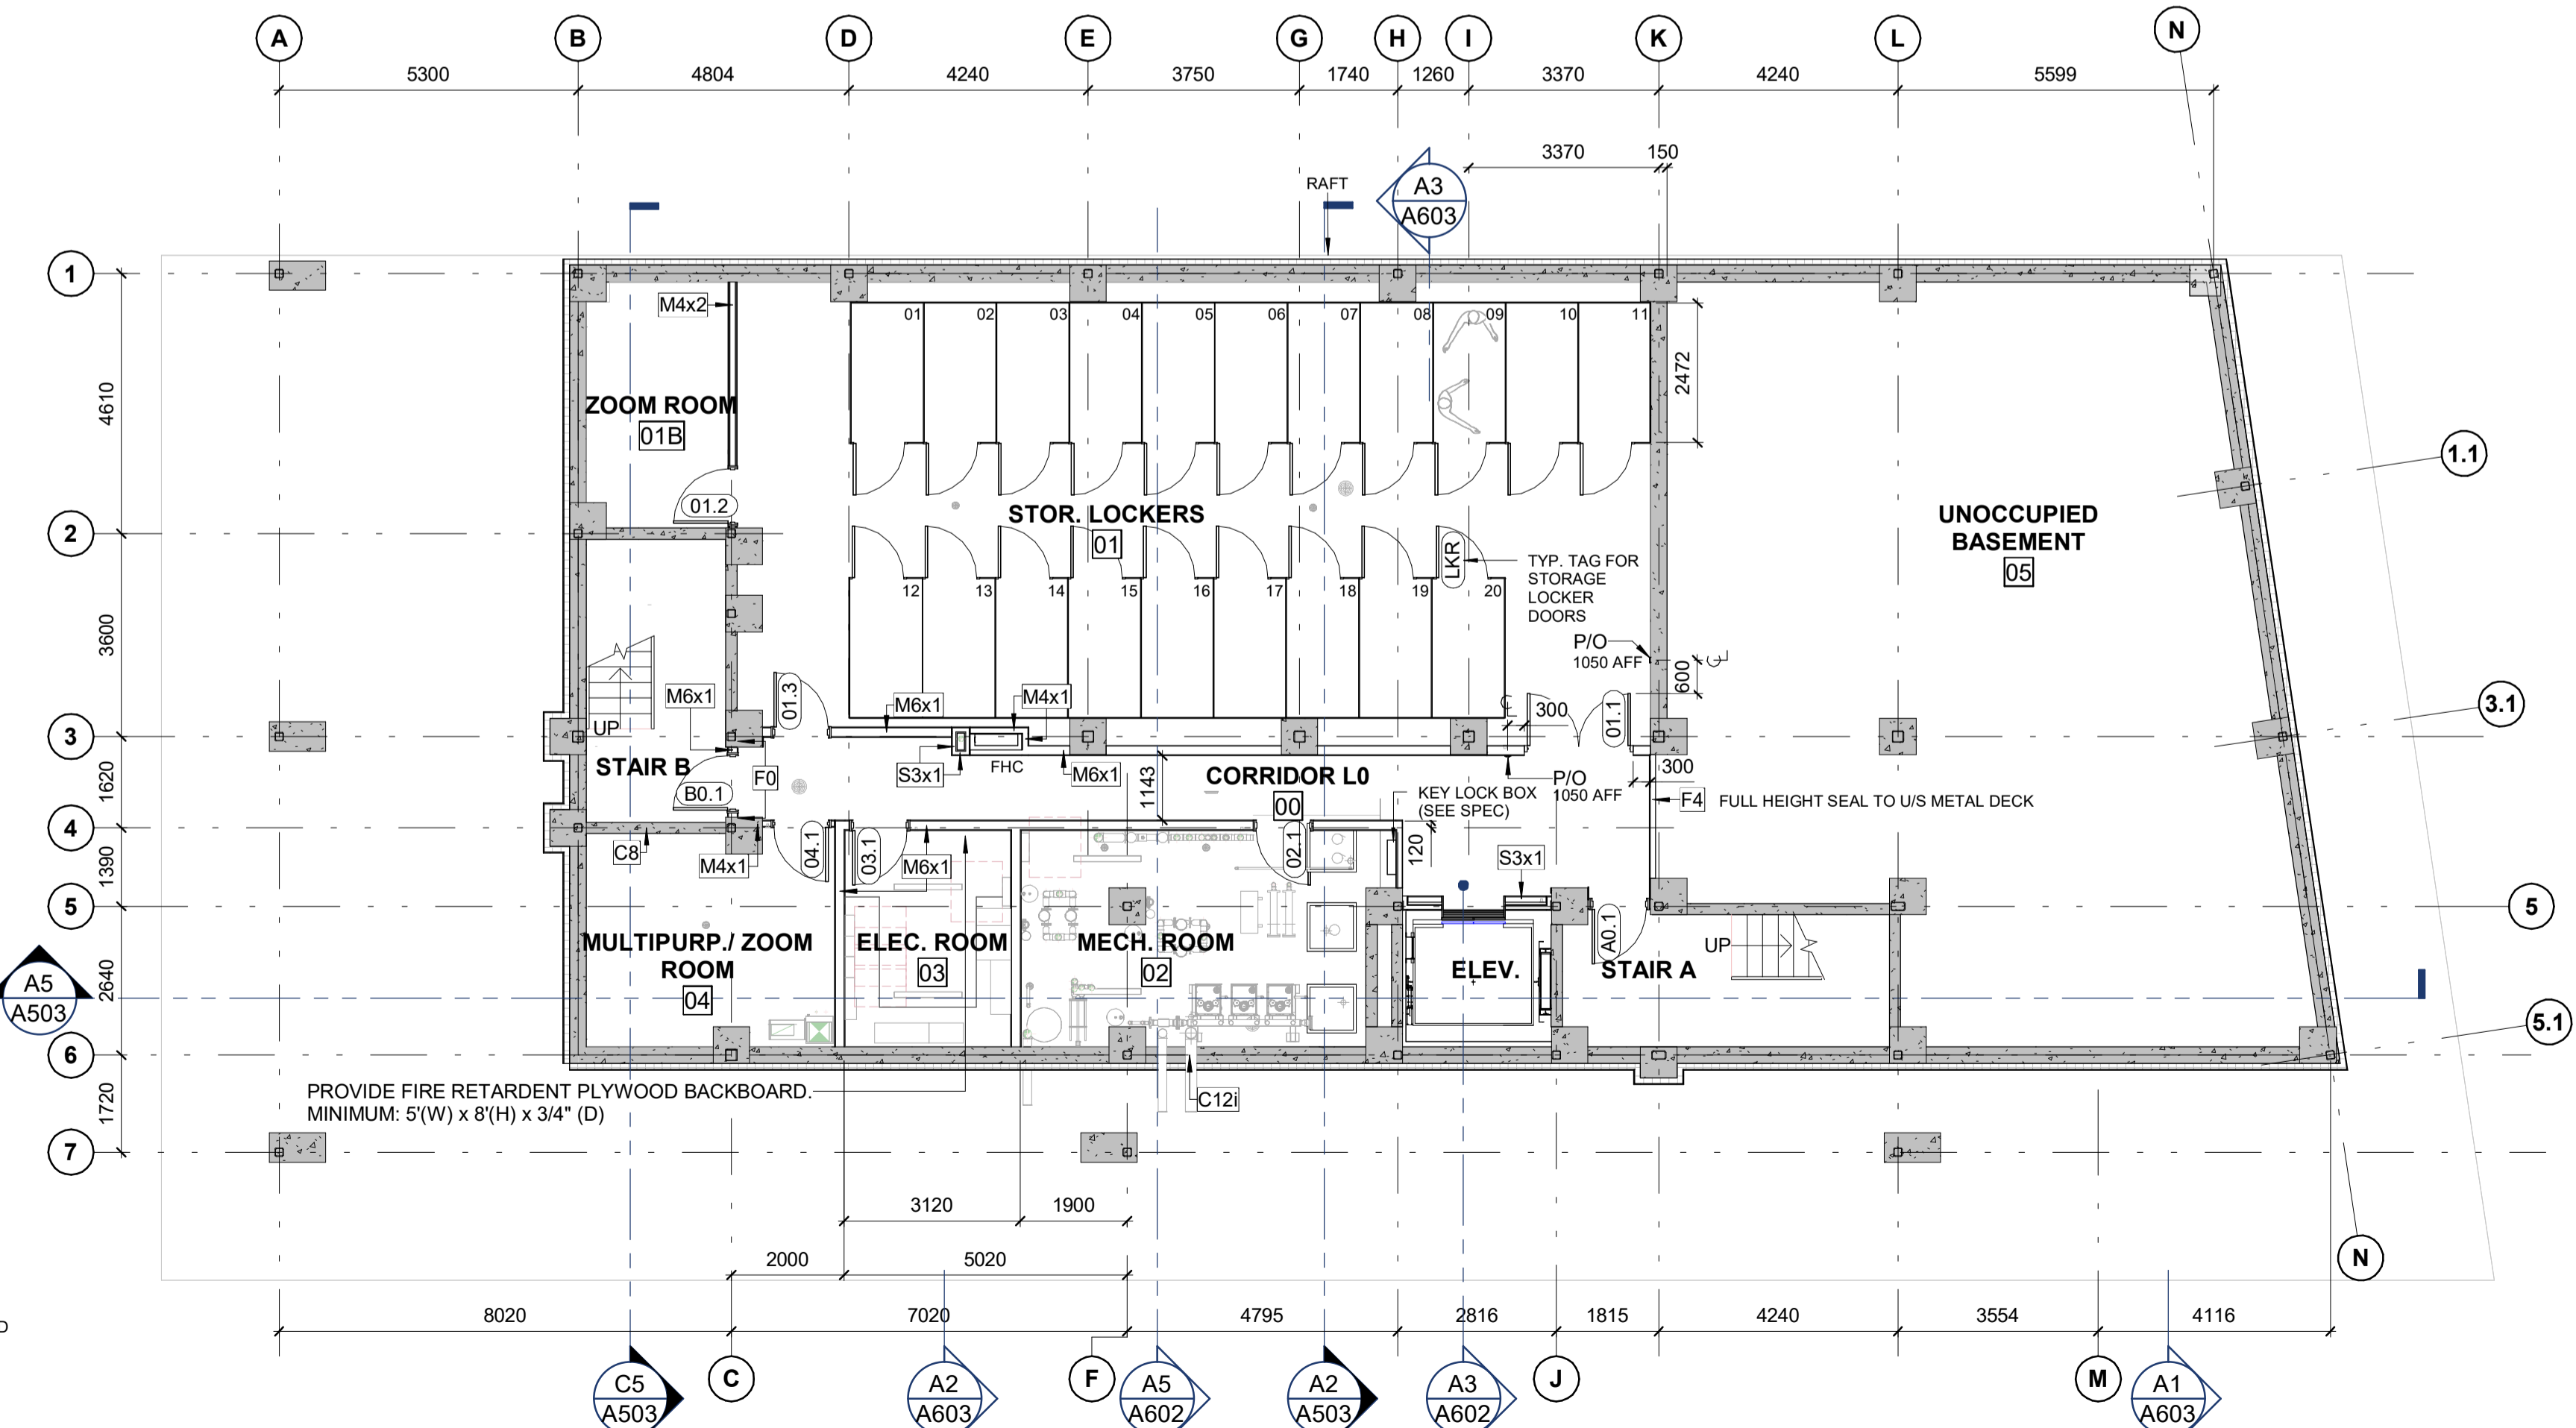 A
B
D
E
G
H
I
K
L
N
5300
4804
4240
3750
1740
1260
3370
4240
5599
3370
150
RAFT
A3
A603
1
M4x2
01
02
03
04
05
06
07
08
09
10
11
2472
4610
ZOOM ROOM
01B
1.1
01.2
STOR. LOCKERS
01
UNOCCUPIED
BASEMENT
05
2
LKR
TYP. TAG FOR
STORAGE
LOCKER
DOORS
12
13
14
15
16
17
18
19
20
3600
P/O
1050 AFF
600
M6x1
01.3
M6x1
M4x1
300
01.1
3.1
UP
3
STAIR B
F0
S3x1
FHC
M6x1
1143
CORRIDOR L0
00
P/O
1050 AFF
300
1620
B0.1
KEY LOCK BOX
(SEE SPEC)
F4
FULL HEIGHT SEAL TO U/S METAL DECK
4
C8
M4x1
04.1
03.1
M6x1
02.1
120
S3x1
1390
5
5
A0.1
MULTIPURP./ ZOOM
ROOM
04
ELEC. ROOM
03
MECH. ROOM
02
ELEV.
STAIR A
UP
A5
A503
2640
5.1
6
1720
PROVIDE FIRE RETARDENT PLYWOOD BACKBOARD.
MINIMUM: 5'(W) x 8'(H) x 3/4" (D)
C12i
7
3120
1900
2000
5020
N
8020
7020
4795
2816
1815
4240
3554
4116
C5
A503
C
A2
A603
F
A5
A602
A2
A503
A3
A602
J
M
A1
A603